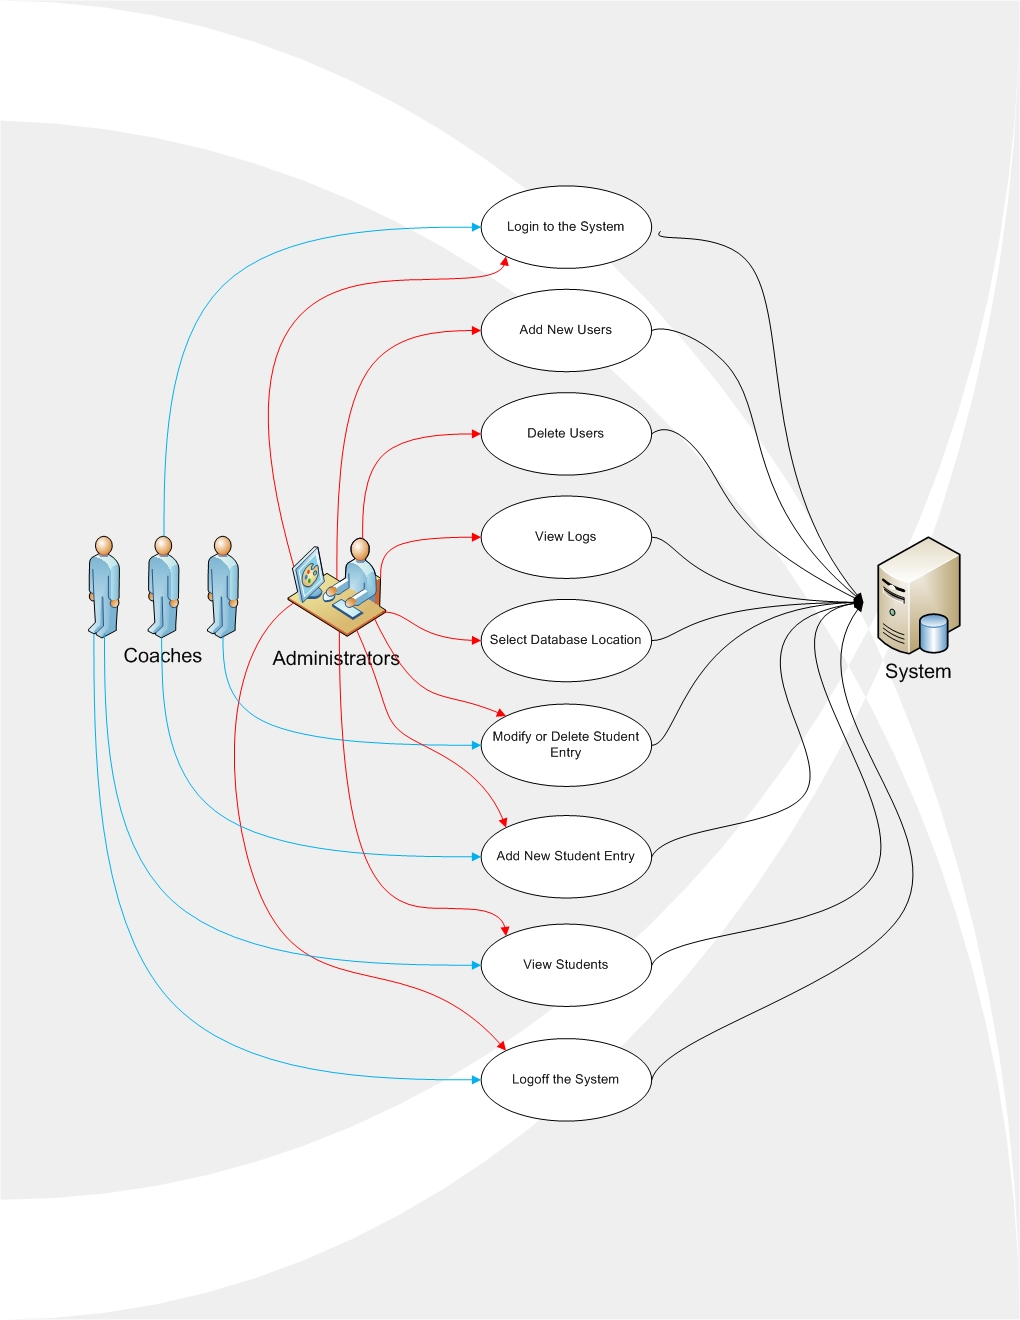 Login to the System
Add New Users
Delete Users
View Logs
Select Database Location
Coaches
Administrators
System
Modify or Delete Student
Entry
Add New Student Entry
View Students
Logoff the System